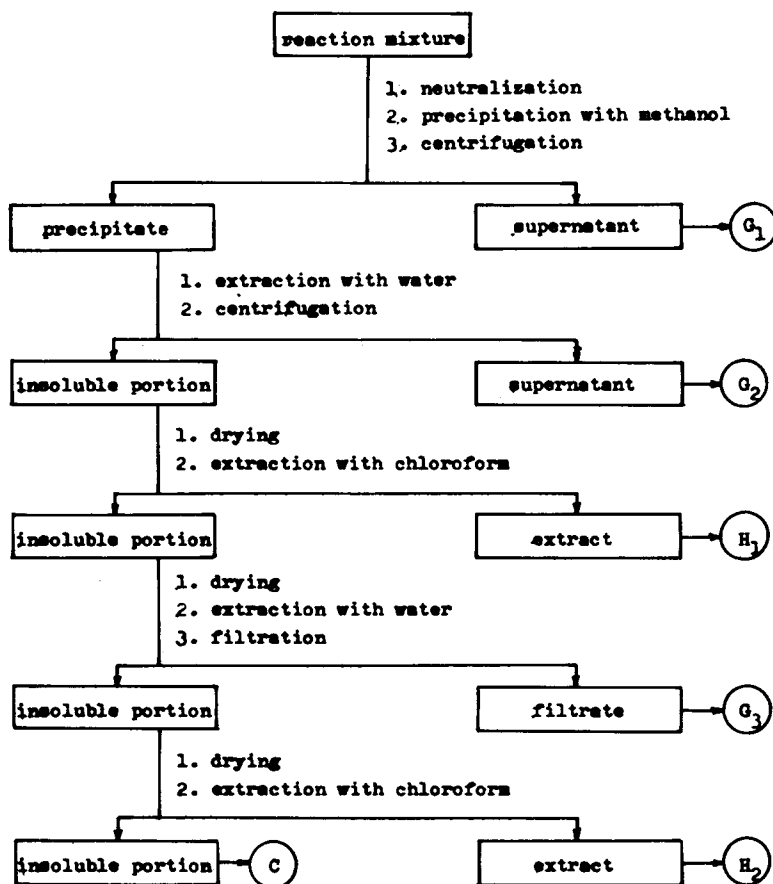 reaction mixture
1. neutralization
2. precipitation with methanol
3. centrifugation
precipitate
supernatant
G1
1. extraction with water
2. centrifugation
insoluble portion
supernatant
G2
1. drying
2. extraction with chloroform
insoluble portion
extract
H1
1. drying
2. extraction with water
3. filtration
insoluble portion
filtrate
G3
1. drying
2. extraction with chloroform
insoluble portion
C
extract
H2